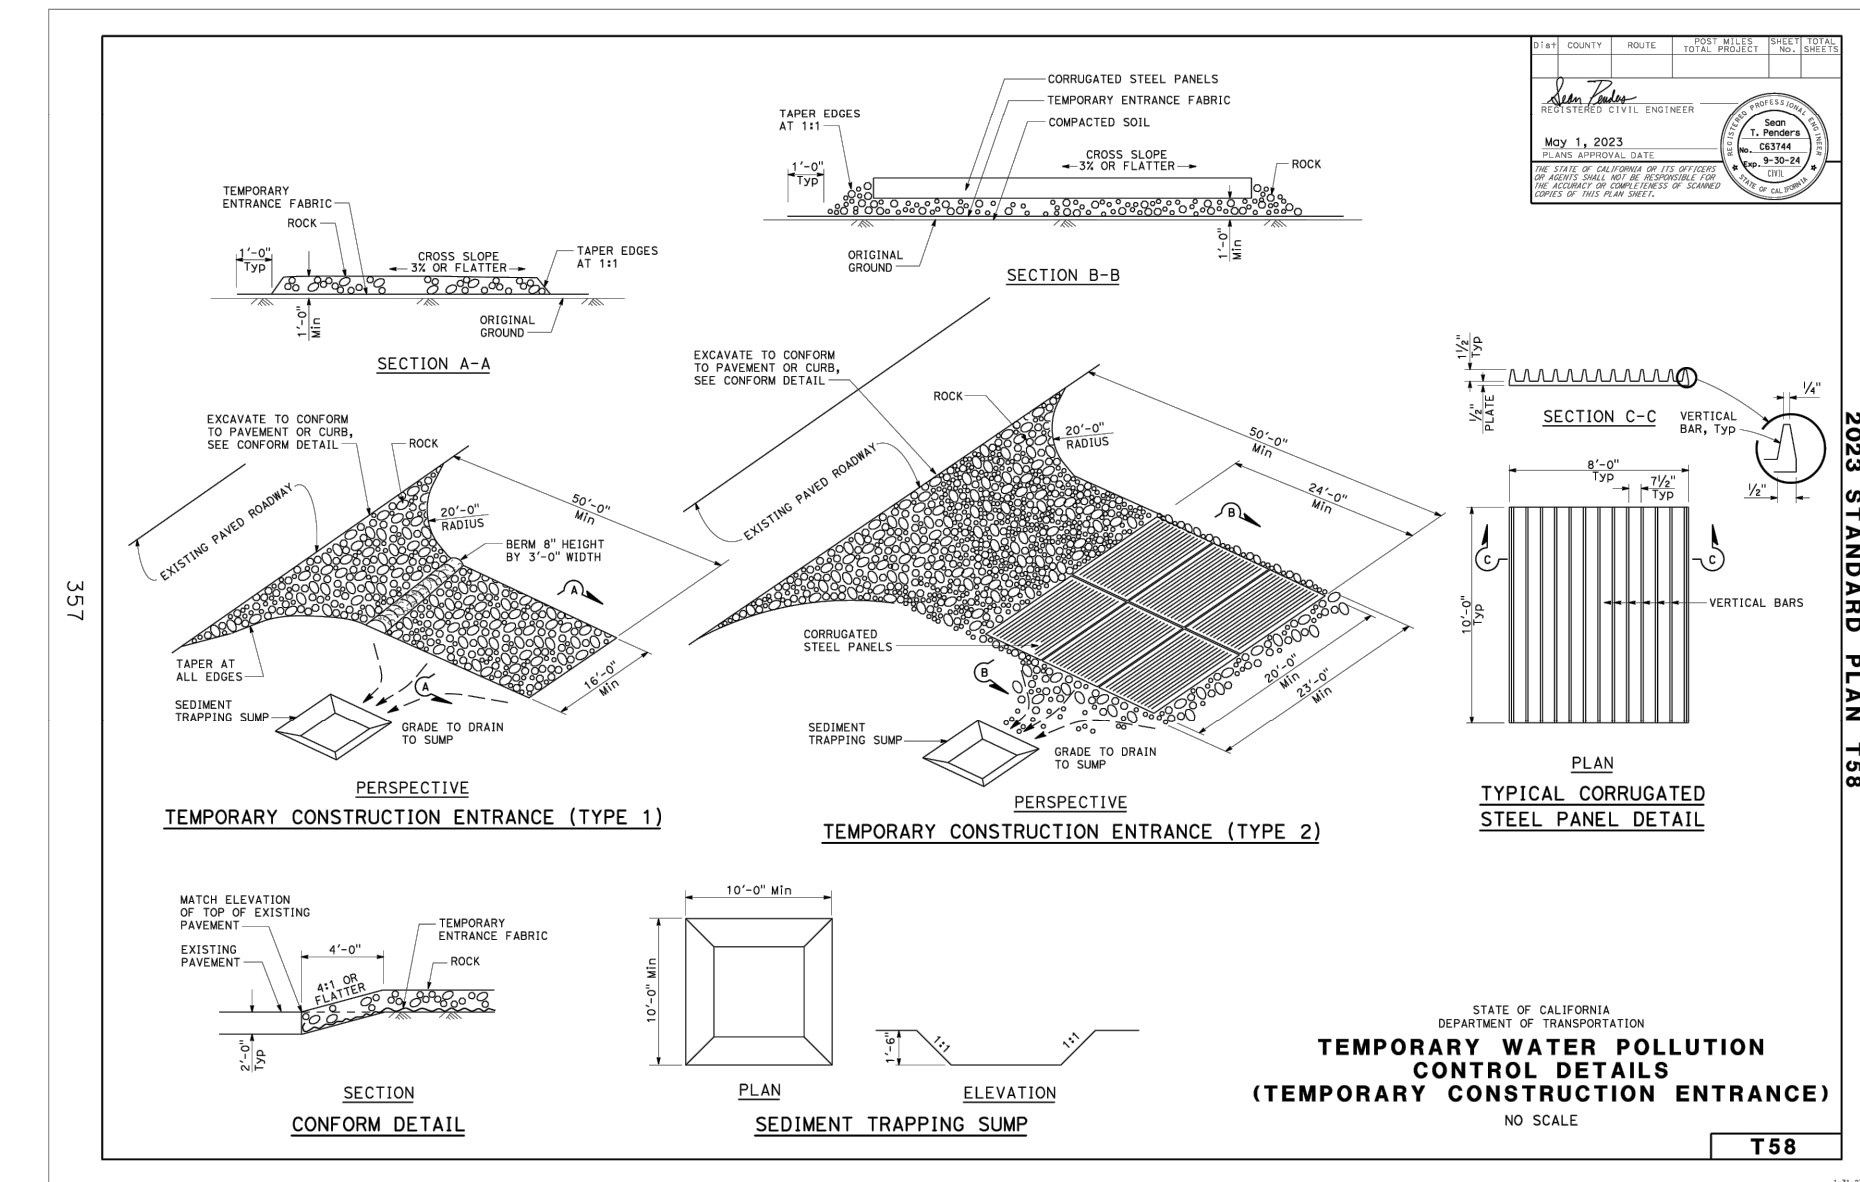 Dist
COUNTY
ROUTE
POST MILES
TOTAL PROJECT
SHEET
No.
TOTAL
SHEETS
Sean Penders
REGISTERED CIVIL ENGINEER
May 1, 2023
PLANS APPROVAL DATE
REGISTERED PROFESSIONAL ENGINEER
Sean
T. Penders
No. C63744
Exp. 9-30-24
CIVIL
STATE OF CALIFORNIA
THE STATE OF CALIFORNIA OR ITS OFFICERS
OR AGENTS SHALL NOT BE RESPONSIBLE FOR
THE ACCURACY OR COMPLETENESS OF SCANNED
COPIES OF THIS PLAN SHEET.
2023 STANDARD PLAN T58
357
TEMPORARY
ENTRANCE FABRIC
ROCK
1'-0"
Typ
CROSS SLOPE
3% OR FLATTER
TAPER EDGES
AT 1:1
1'-0"
Min
ORIGINAL
GROUND
SECTION A-A
CORRUGATED STEEL PANELS
TEMPORARY ENTRANCE FABRIC
COMPACTED SOIL
TAPER EDGES
AT 1:1
1'-0"
Typ
CROSS SLOPE
3% OR FLATTER
ROCK
ORIGINAL
GROUND
1'-0"
Min
SECTION B-B
EXCAVATE TO CONFORM
TO PAVEMENT OR CURB,
SEE CONFORM DETAIL
ROCK
EXISTING PAVED ROADWAY
20'-0"
RADIUS
50'-0"
Min
BERM 8" HEIGHT
BY 3'-0" WIDTH
A
TAPER AT
ALL EDGES
16'-0"
Min
A
SEDIMENT
TRAPPING SUMP
GRADE TO DRAIN
TO SUMP
PERSPECTIVE
TEMPORARY CONSTRUCTION ENTRANCE (TYPE 1)
EXCAVATE TO CONFORM
TO PAVEMENT OR CURB,
SEE CONFORM DETAIL
ROCK
EXISTING PAVED ROADWAY
20'-0"
RADIUS
50'-0"
Min
24'-0"
Min
B
CORRUGATED
STEEL PANELS
B
20'-0"
Min
23'-0"
Min
SEDIMENT
TRAPPING SUMP
GRADE TO DRAIN
TO SUMP
PERSPECTIVE
TEMPORARY CONSTRUCTION ENTRANCE (TYPE 2)
1½"
Typ
½"
PLATE
SECTION C-C
VERTICAL
BAR, Typ
¼"
½"
8'-0"
Typ
7½"
Typ
C
C
10'-0"
Typ
VERTICAL BARS
PLAN
TYPICAL CORRUGATED
STEEL PANEL DETAIL
MATCH ELEVATION
OF TOP OF EXISTING
PAVEMENT
EXISTING
PAVEMENT
4'-0"
4:1 OR
FLATTER
TEMPORARY
ENTRANCE FABRIC
ROCK
2'-0"
Typ
SECTION
CONFORM DETAIL
10'-0" Min
10'-0" Min
PLAN
1'-6"
1:1
1:1
ELEVATION
SEDIMENT TRAPPING SUMP
STATE OF CALIFORNIA
DEPARTMENT OF TRANSPORTATION
TEMPORARY WATER POLLUTION
CONTROL DETAILS
(TEMPORARY CONSTRUCTION ENTRANCE)
NO SCALE
T58